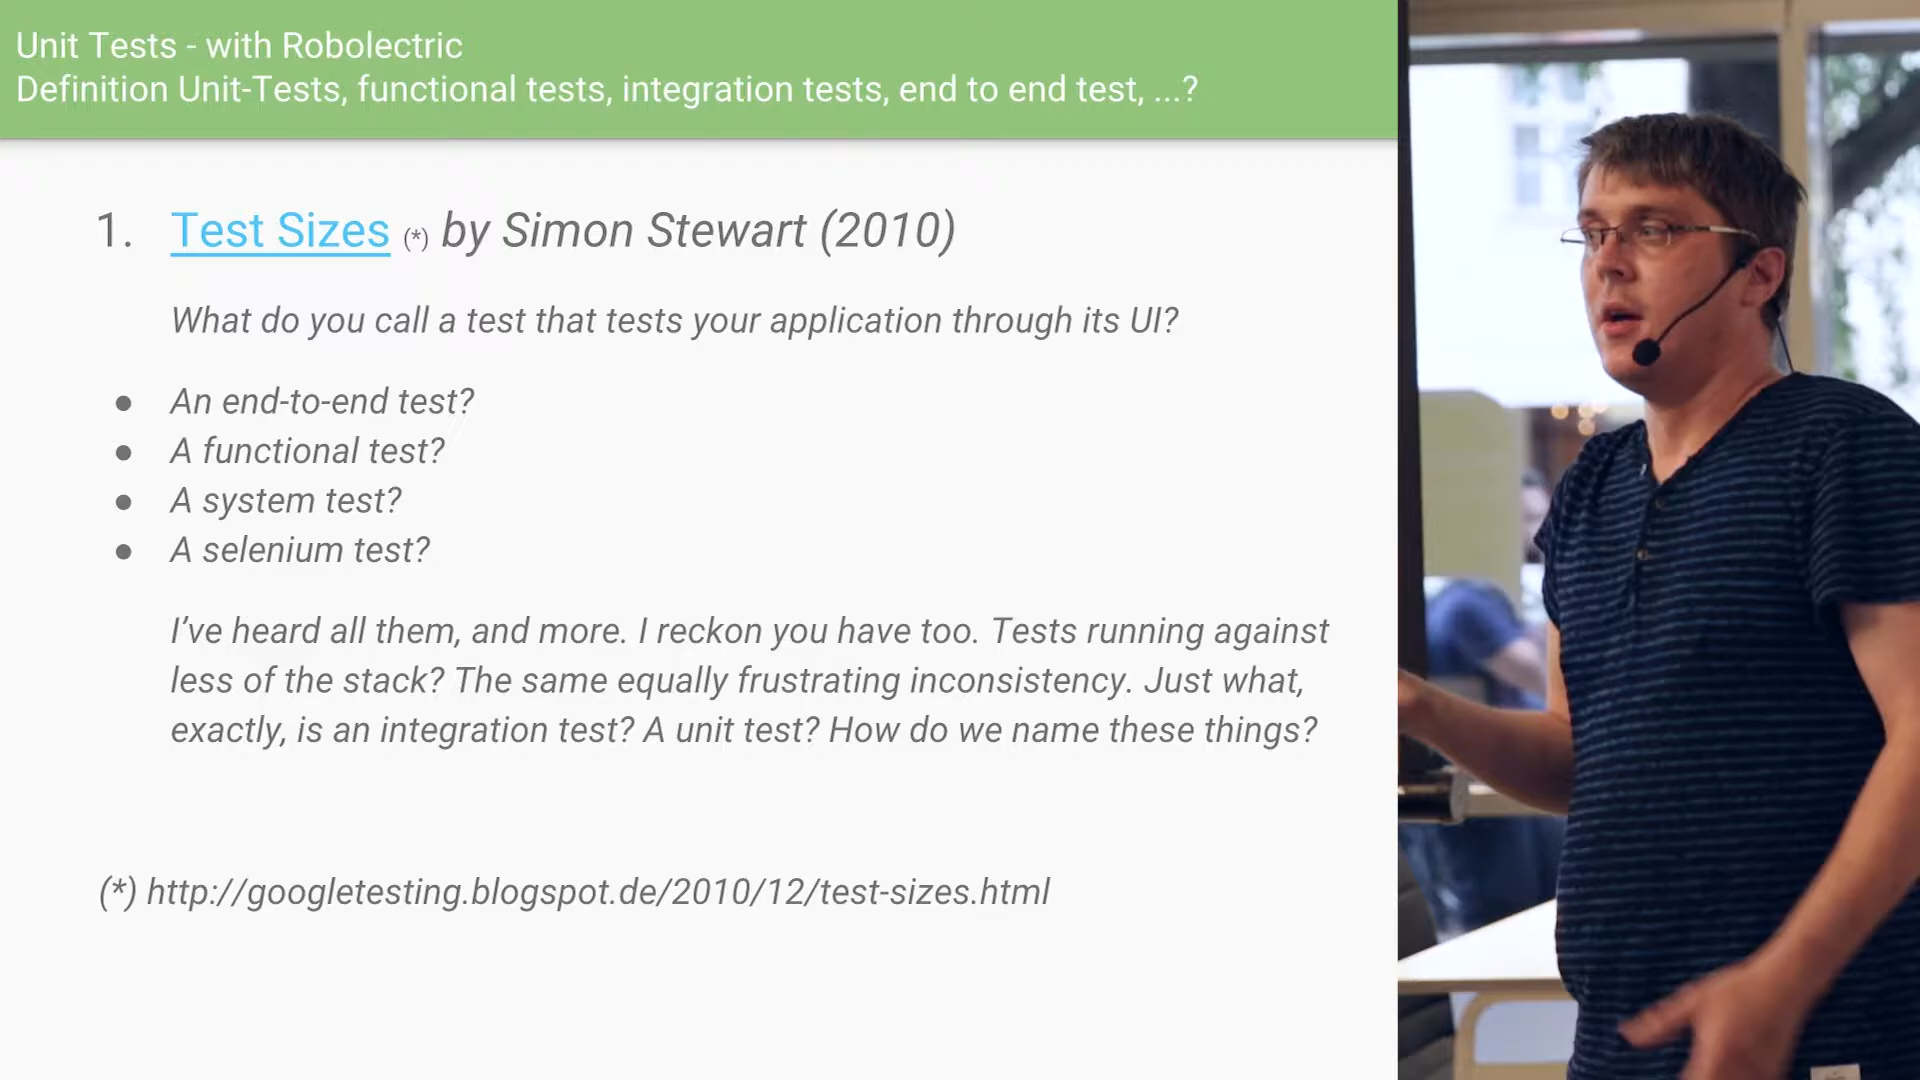 Unit Tests - with Robolectric
Definition Unit-Tests, functional tests, integration tests, end to end test, ...?
1. Test Sizes (*) by Simon Stewart (2010)
What do you call a test that tests your application through its UI?
● An end-to-end test?
● A functional test?
● A system test?
● A selenium test?
I’ve heard all them, and more. I reckon you have too. Tests running against
less of the stack? The same equally frustrating inconsistency. Just what,
exactly, is an integration test? A unit test? How do we name these things?
(*) http://googletesting.blogspot.de/2010/12/test-sizes.html